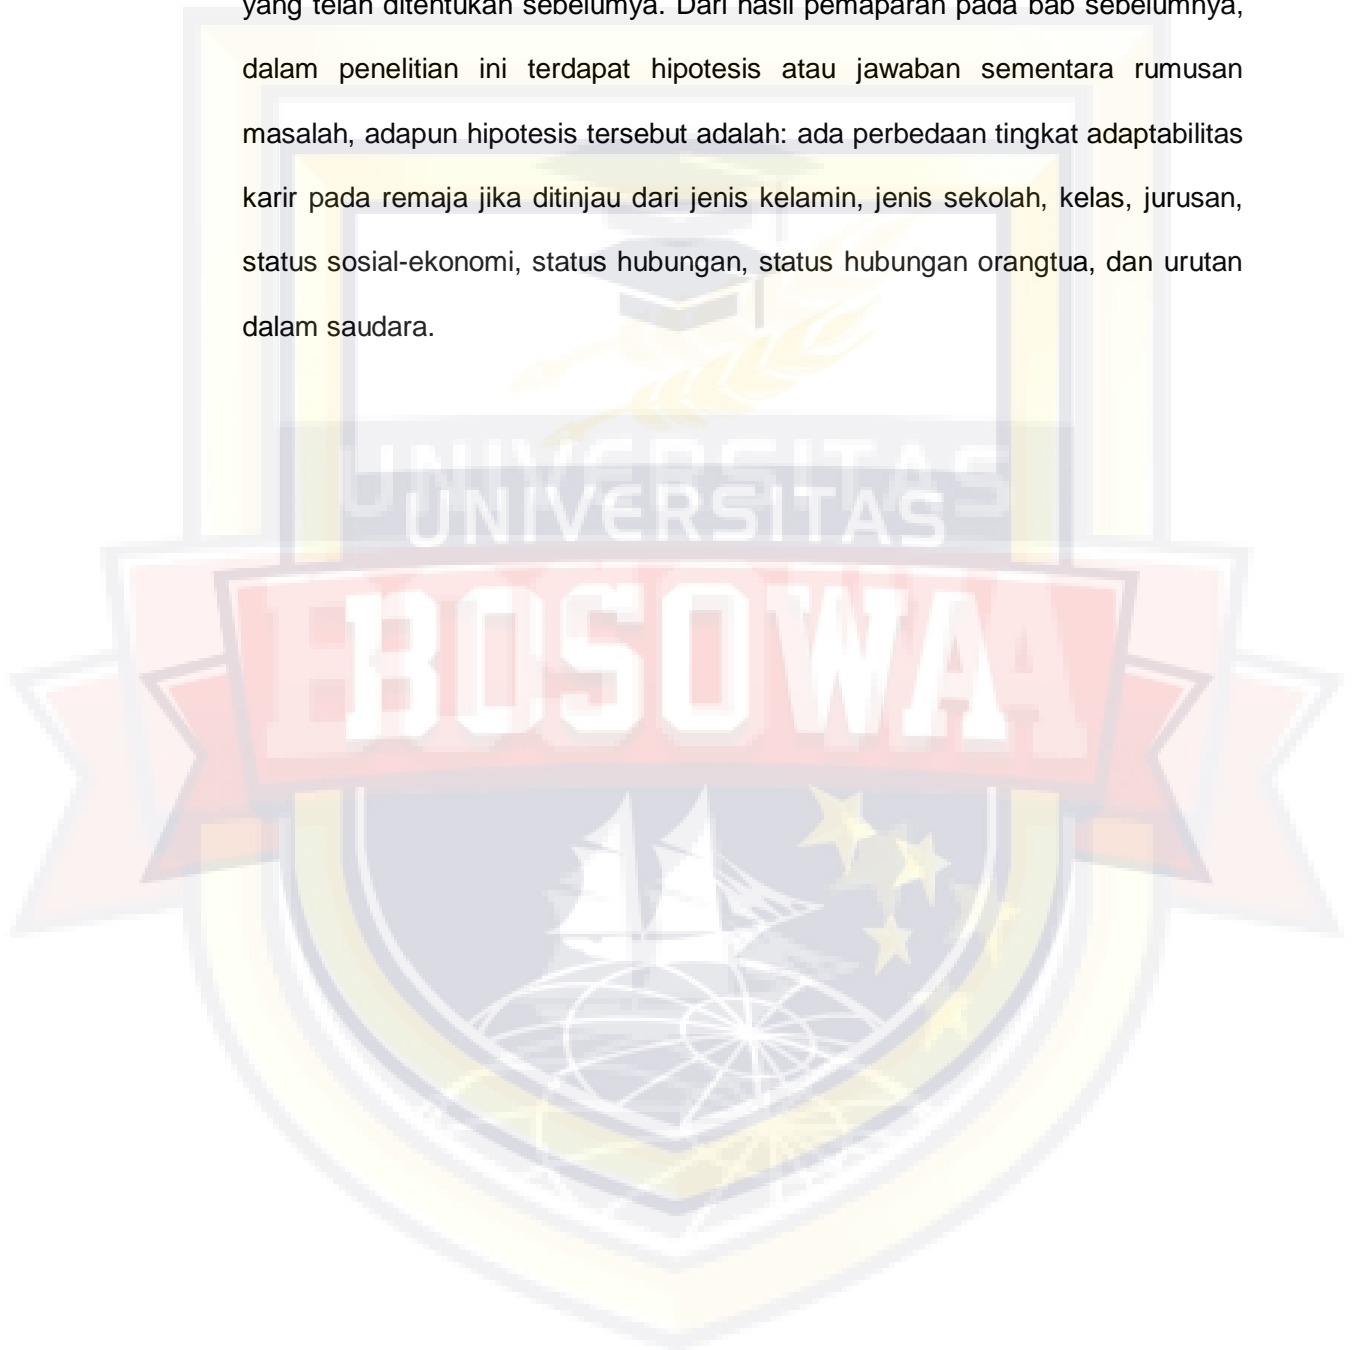 yang telah ditentukan sebelumya. Dari hasil pemaparan pada bab sebelumnya,
dalam penelitian ini terdapat hipotesis atau jawaban sementara rumusan
masalah, adapun hipotesis tersebut adalah: ada perbedaan tingkat adaptabilitas
karir pada remaja jika ditinjau dari jenis kelamin, jenis sekolah, kelas, jurusan,
status sosial-ekonomi, status hubungan, status hubungan orangtua, dan urutan
dalam saudara.
UNIVERSITAS
UNIVERSITAS
BOSOWA
BOSOWA